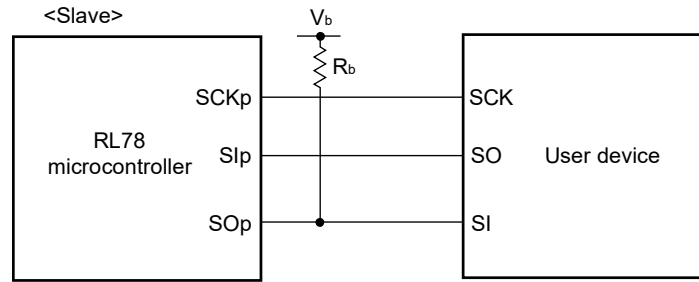 <Slave>
Vb
Rb
SCKp
SCK
RL78
microcontroller
SIp
SO
User device
SOp
SI